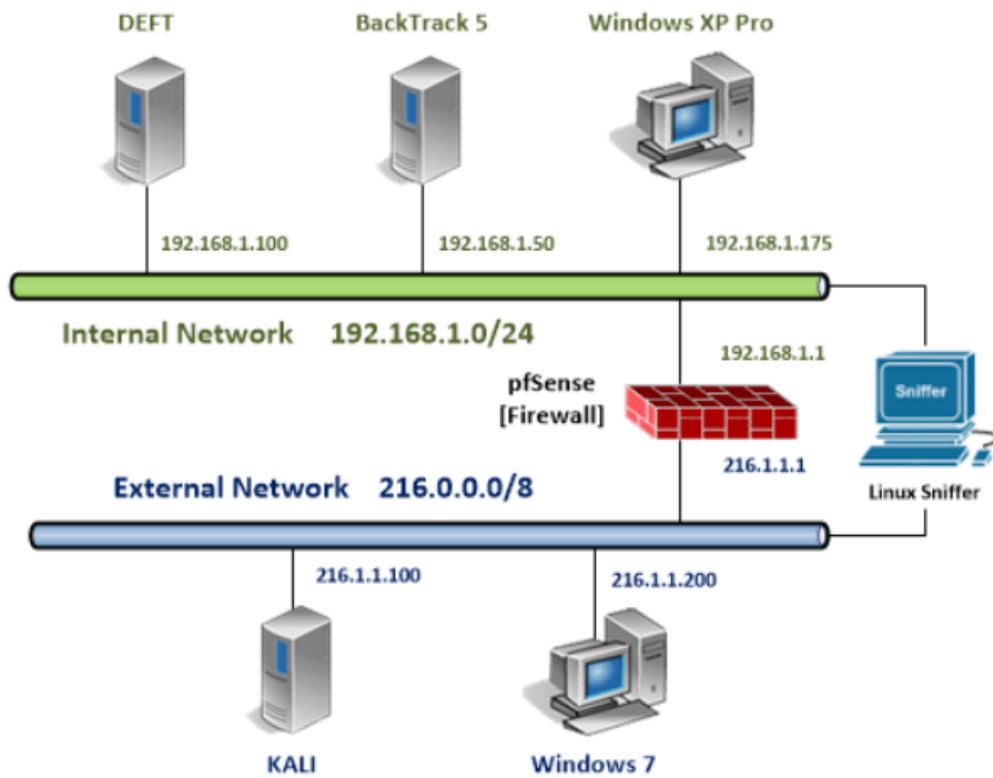 DEFT BackTrack 5 Windows XP Pro
192.168.1.100 192.168.1.50 192.168.1.175
Internal Network 192.168.1.0/24
192.168.1.1
pfSense
[Firewall]
Sniffer
216.1.1.1
External Network 216.0.0.0/8
Linux Sniffer
216.1.1.100 216.1.1.200
KALI Windows 7